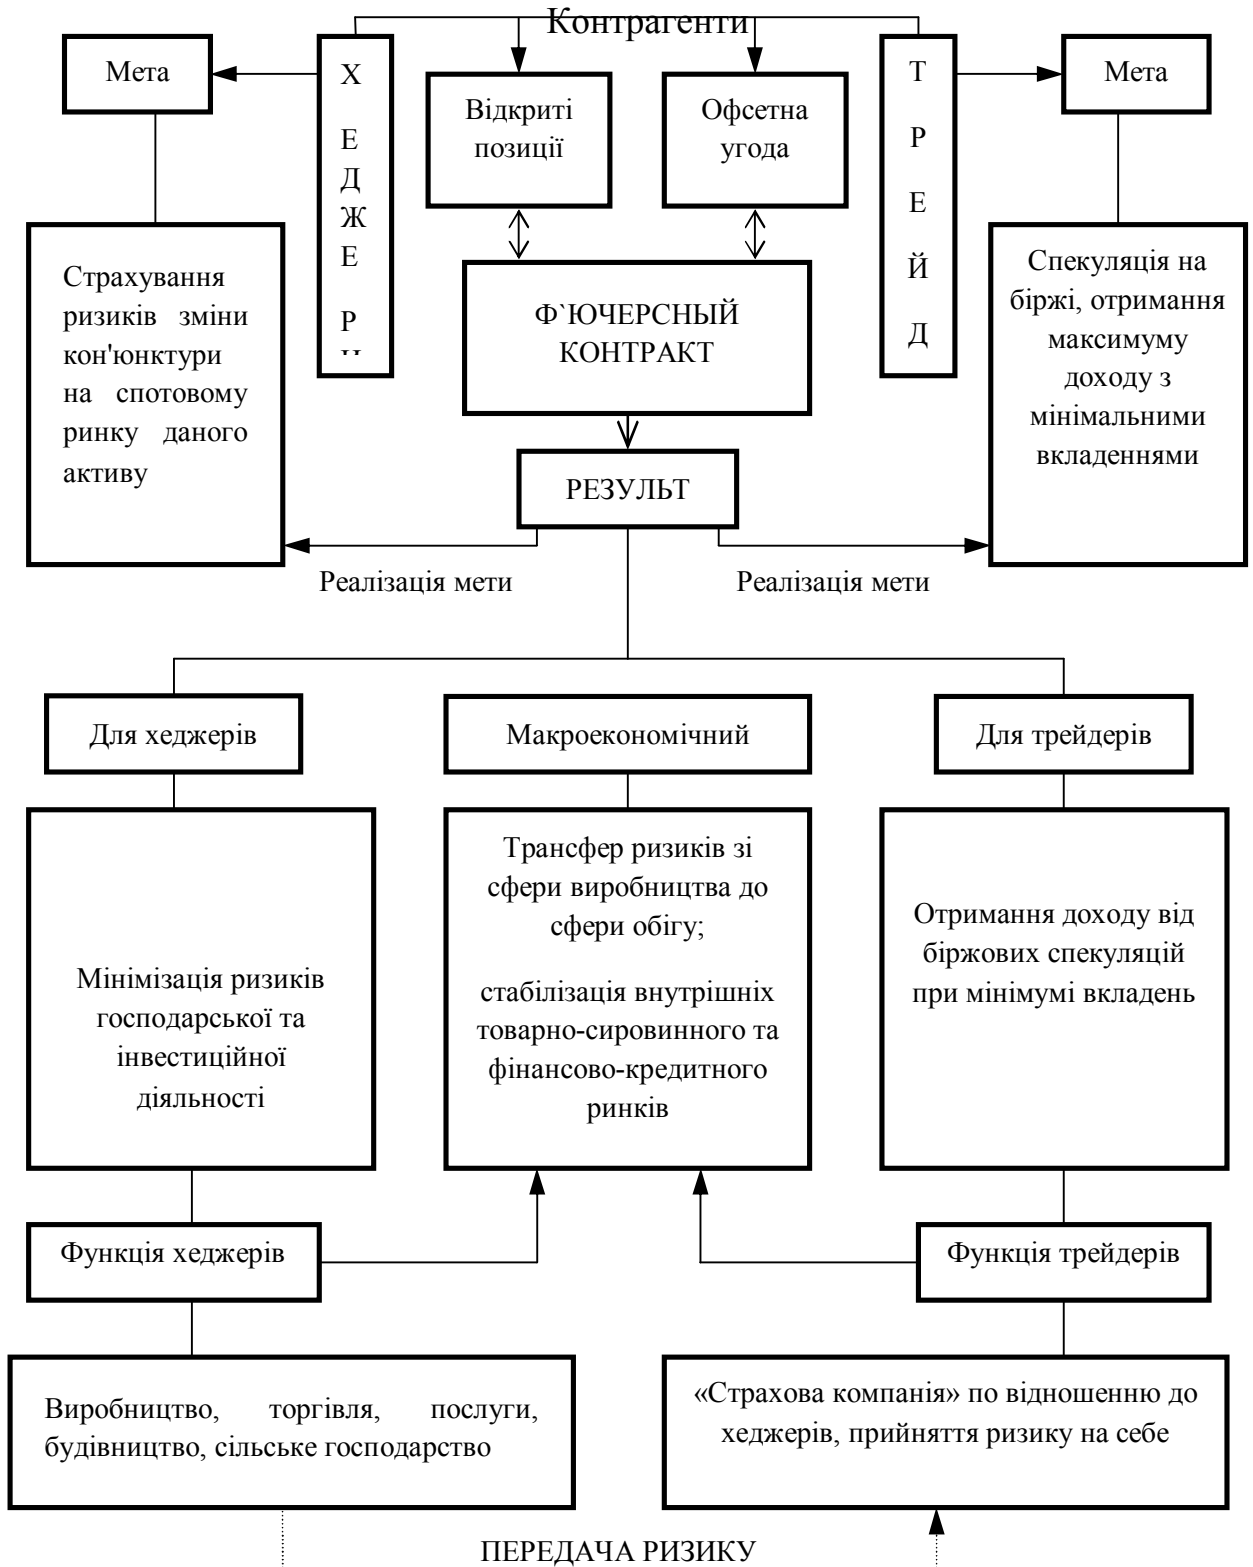 Контрагенти
Мета
Х
Е
Д
Ж
Е
Р
Відкриті
позиції
Офсетна
угода
Т
Р
Е
Й
Д
Мета
Страхування
ризиків зміни
кон'юнктури
на спотовому
ринку даного
активу
Ф`ЮЧЕРСНЫЙ
КОНТРАКТ
Спекуляція на
біржі, отримання
максимуму
доходу з
мінімальними
вкладеннями
РЕЗУЛЬТ
Реалізація мети
Реалізація мети
Для хеджерів
Макроекономічний
Для трейдерів
Мінімізація ризиків
господарської та
інвестиційної
діяльності
Трансфер ризиків зі
сфери виробництва до
сфери обігу;
стабілізація внутрішніх
товарно-сировинного та
фінансово-кредитного
ринків
Отримання доходу від
біржових спекуляцій
при мінімумі вкладень
Функція хеджерів
Функція трейдерів
Виробництво, торгівля, послуги,
будівництво, сільське господарство
«Страхова компанія» по відношенню до
хеджерів, прийняття ризику на себе
ПЕРЕДАЧА РИЗИКУ